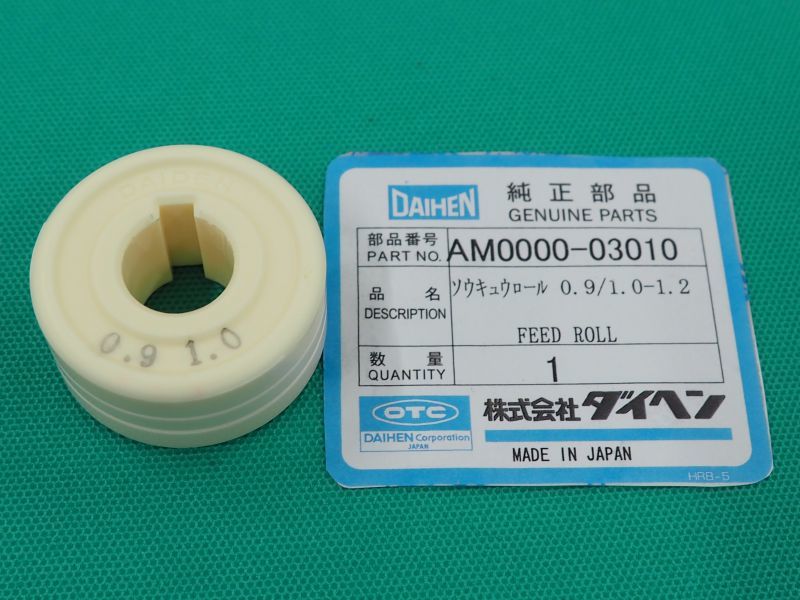 DAIHEN
0.9 1.0
DAIHEN 純正部品
GENUINE PARTS
部品番号
PART NO. AM0000-03010
品 名
DESCRIPTION
ソウキュウロール 0.9/1.0-1.2
FEED ROLL
数 量
QUANTITY 1
OTC
DAIHEN Corporation
JAPAN
株式会社ダイヘン
MADE IN JAPAN
HRB-5